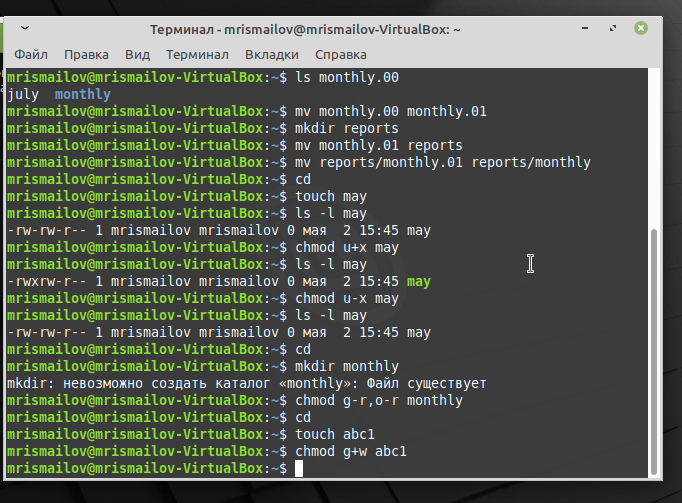 Терминал - mrismailov@mrismailov-VirtualBox: ~
Файл Правка Вид Терминал Вкладки Справка
mrismailov@mrismailov-VirtualBox:~$ ls monthly.00
july  monthly
mrismailov@mrismailov-VirtualBox:~$ mv monthly.00 monthly.01
mrismailov@mrismailov-VirtualBox:~$ mkdir reports
mrismailov@mrismailov-VirtualBox:~$ mv monthly.01 reports
mrismailov@mrismailov-VirtualBox:~$ mv reports/monthly.01 reports/monthly
mrismailov@mrismailov-VirtualBox:~$ cd
mrismailov@mrismailov-VirtualBox:~$ touch may
mrismailov@mrismailov-VirtualBox:~$ ls -l may
-rw-rw-r-- 1 mrismailov mrismailov 0 мая  2 15:45 may
mrismailov@mrismailov-VirtualBox:~$ chmod u+x may
mrismailov@mrismailov-VirtualBox:~$ ls -l may
-rwxrw-r-- 1 mrismailov mrismailov 0 мая  2 15:45 may
mrismailov@mrismailov-VirtualBox:~$ chmod u-x may
mrismailov@mrismailov-VirtualBox:~$ ls -l may
-rw-rw-r-- 1 mrismailov mrismailov 0 мая  2 15:45 may
mrismailov@mrismailov-VirtualBox:~$ cd
mrismailov@mrismailov-VirtualBox:~$ mkdir monthly
mkdir: невозможно создать каталог «monthly»: Файл существует
mrismailov@mrismailov-VirtualBox:~$ chmod g-r,o-r monthly
mrismailov@mrismailov-VirtualBox:~$ cd
mrismailov@mrismailov-VirtualBox:~$ touch abc1
mrismailov@mrismailov-VirtualBox:~$ chmod g+w abc1
mrismailov@mrismailov-VirtualBox:~$